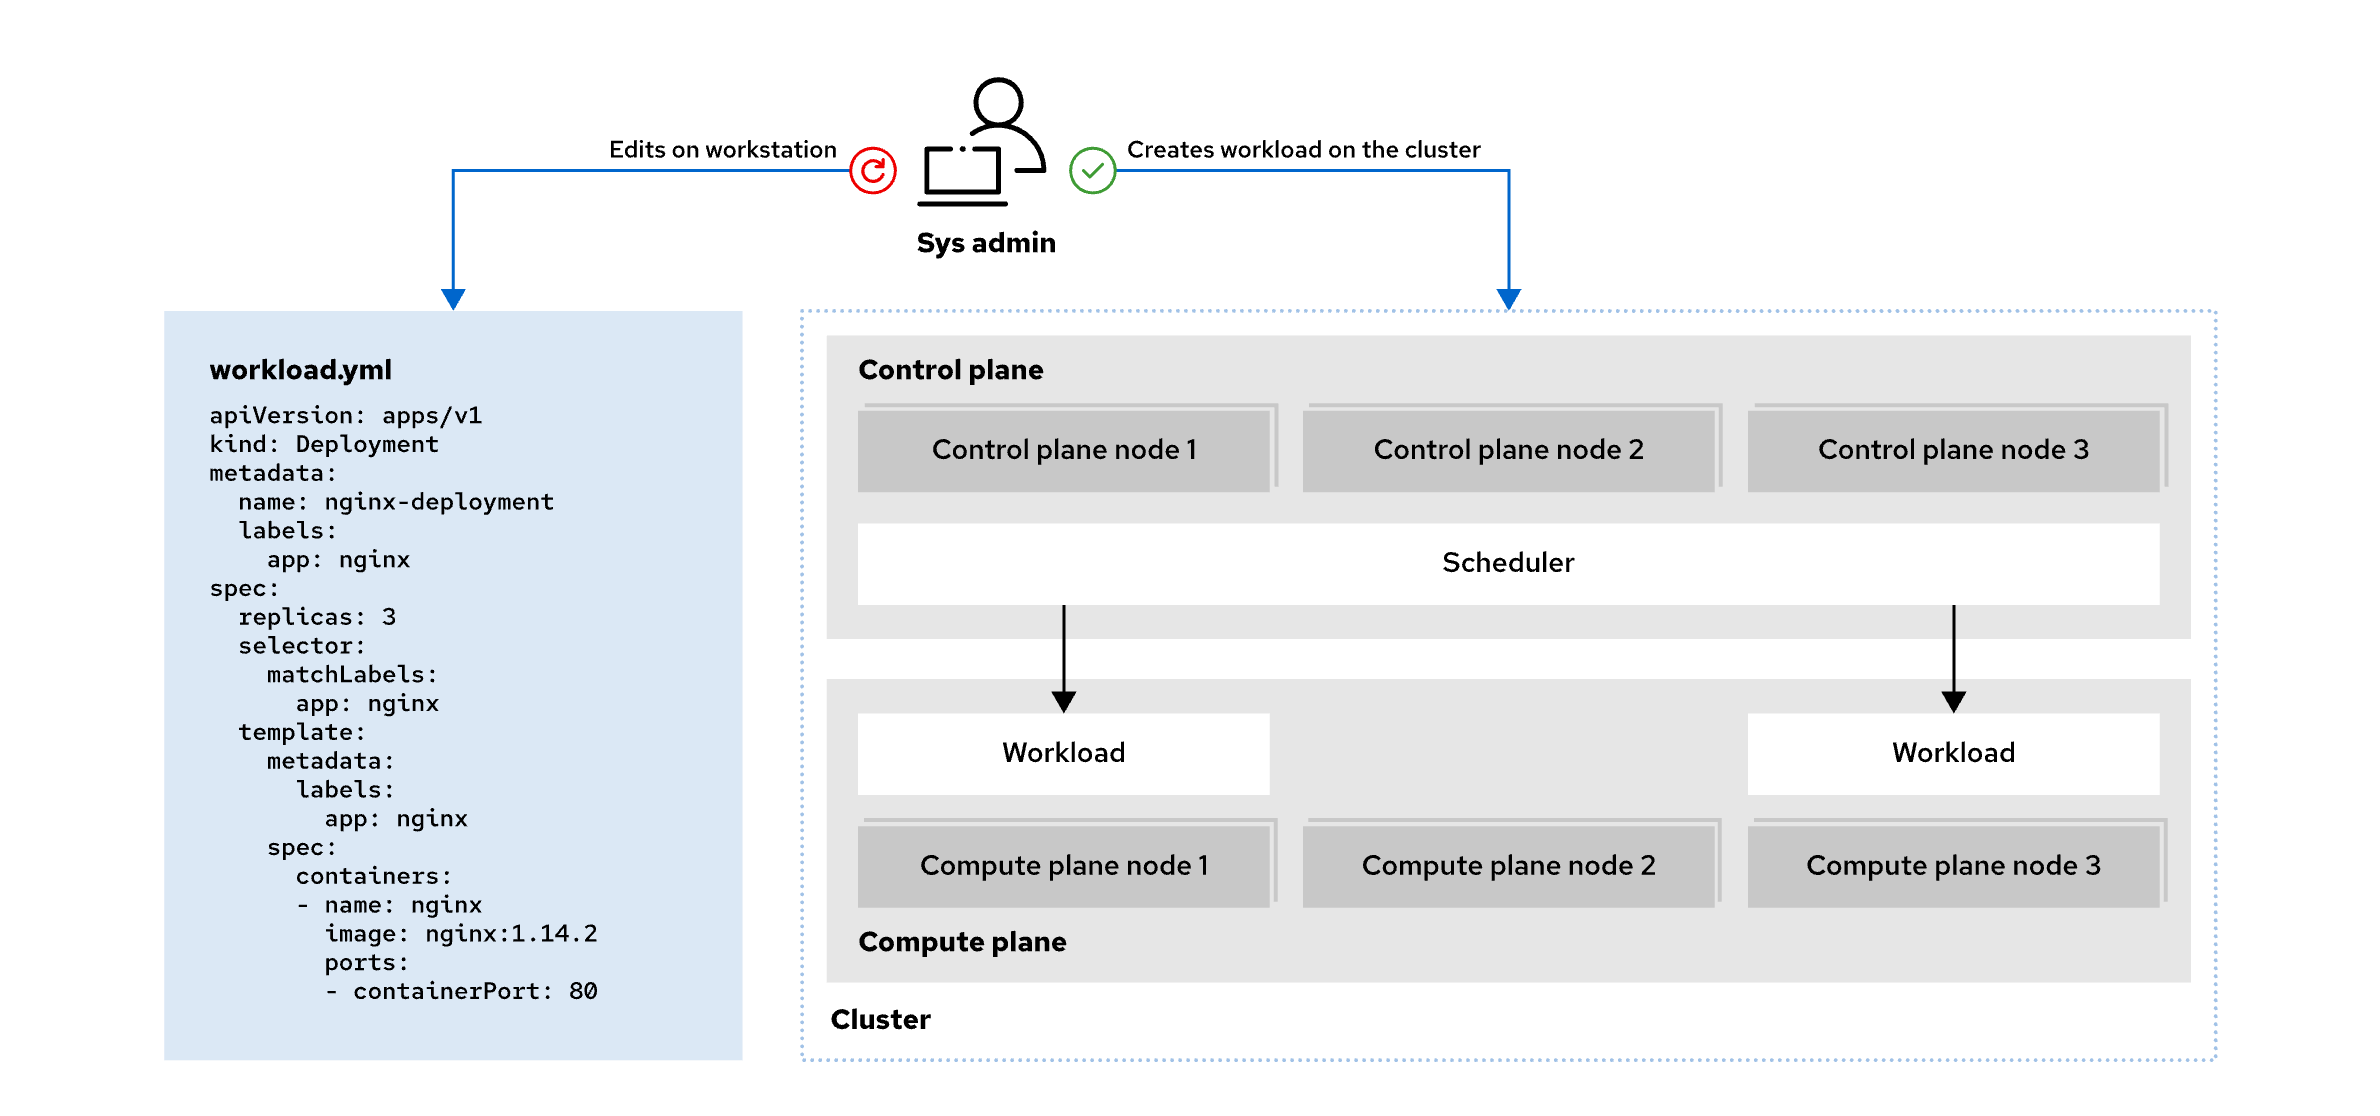 Edits on workstation
Creates workload on the cluster
Sys admin
workload.yml
apiVersion: apps/v1
kind: Deployment
metadata:
  name: nginx-deployment
  labels:
    app: nginx
spec:
  replicas: 3
  selector:
    matchLabels:
      app: nginx
  template:
    metadata:
      labels:
        app: nginx
    spec:
      containers:
      - name: nginx
        image: nginx:1.14.2
        ports:
        - containerPort: 80
Control plane
Control plane node 1
Control plane node 2
Control plane node 3
Scheduler
Workload
Workload
Compute plane node 1
Compute plane node 2
Compute plane node 3
Compute plane
Cluster